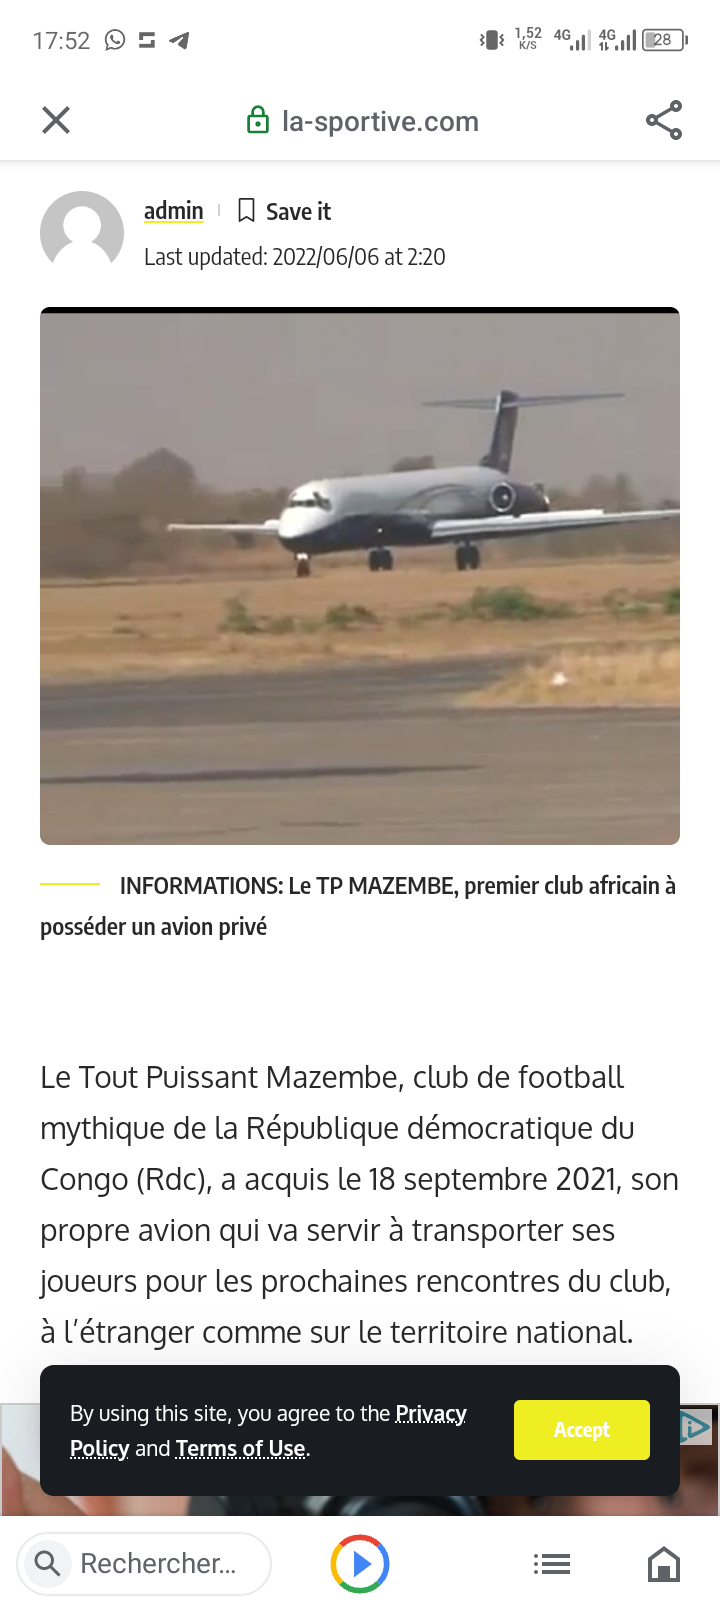 17:52 1,52 K/S 4G 4G 28
la-sportive.com
admin Save it
Last updated: 2022/06/06 at 2:20
INFORMATIONS: Le TP MAZEMBE, premier club africain à
posséder un avion privé
Le Tout Puissant Mazembe, club de football
mythique de la République démocratique du
Congo (Rdc), a acquis le 18 septembre 2021, son
propre avion qui va servir à transporter ses
joueurs pour les prochaines rencontres du club,
à l’étranger comme sur le territoire national.
By using this site, you agree to the Privacy
Policy and Terms of Use.
Accept
Rechercher...